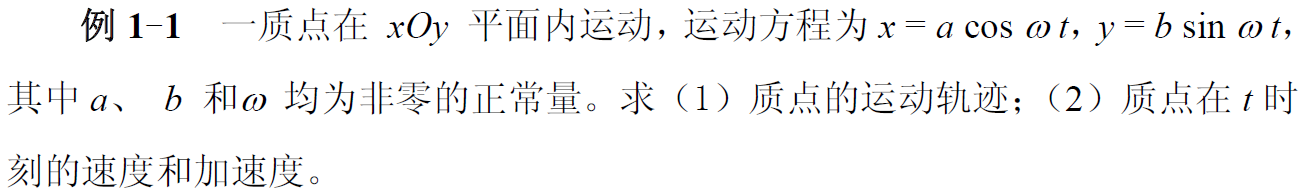 例 1-1 一质点在 xOy 平面内运动，运动方程为 x = a cos ω t, y = b sin ω t,
其中 a、 b 和ω 均为非零的正常量。求（1）质点的运动轨迹；（2）质点在 t 时
刻的速度和加速度。